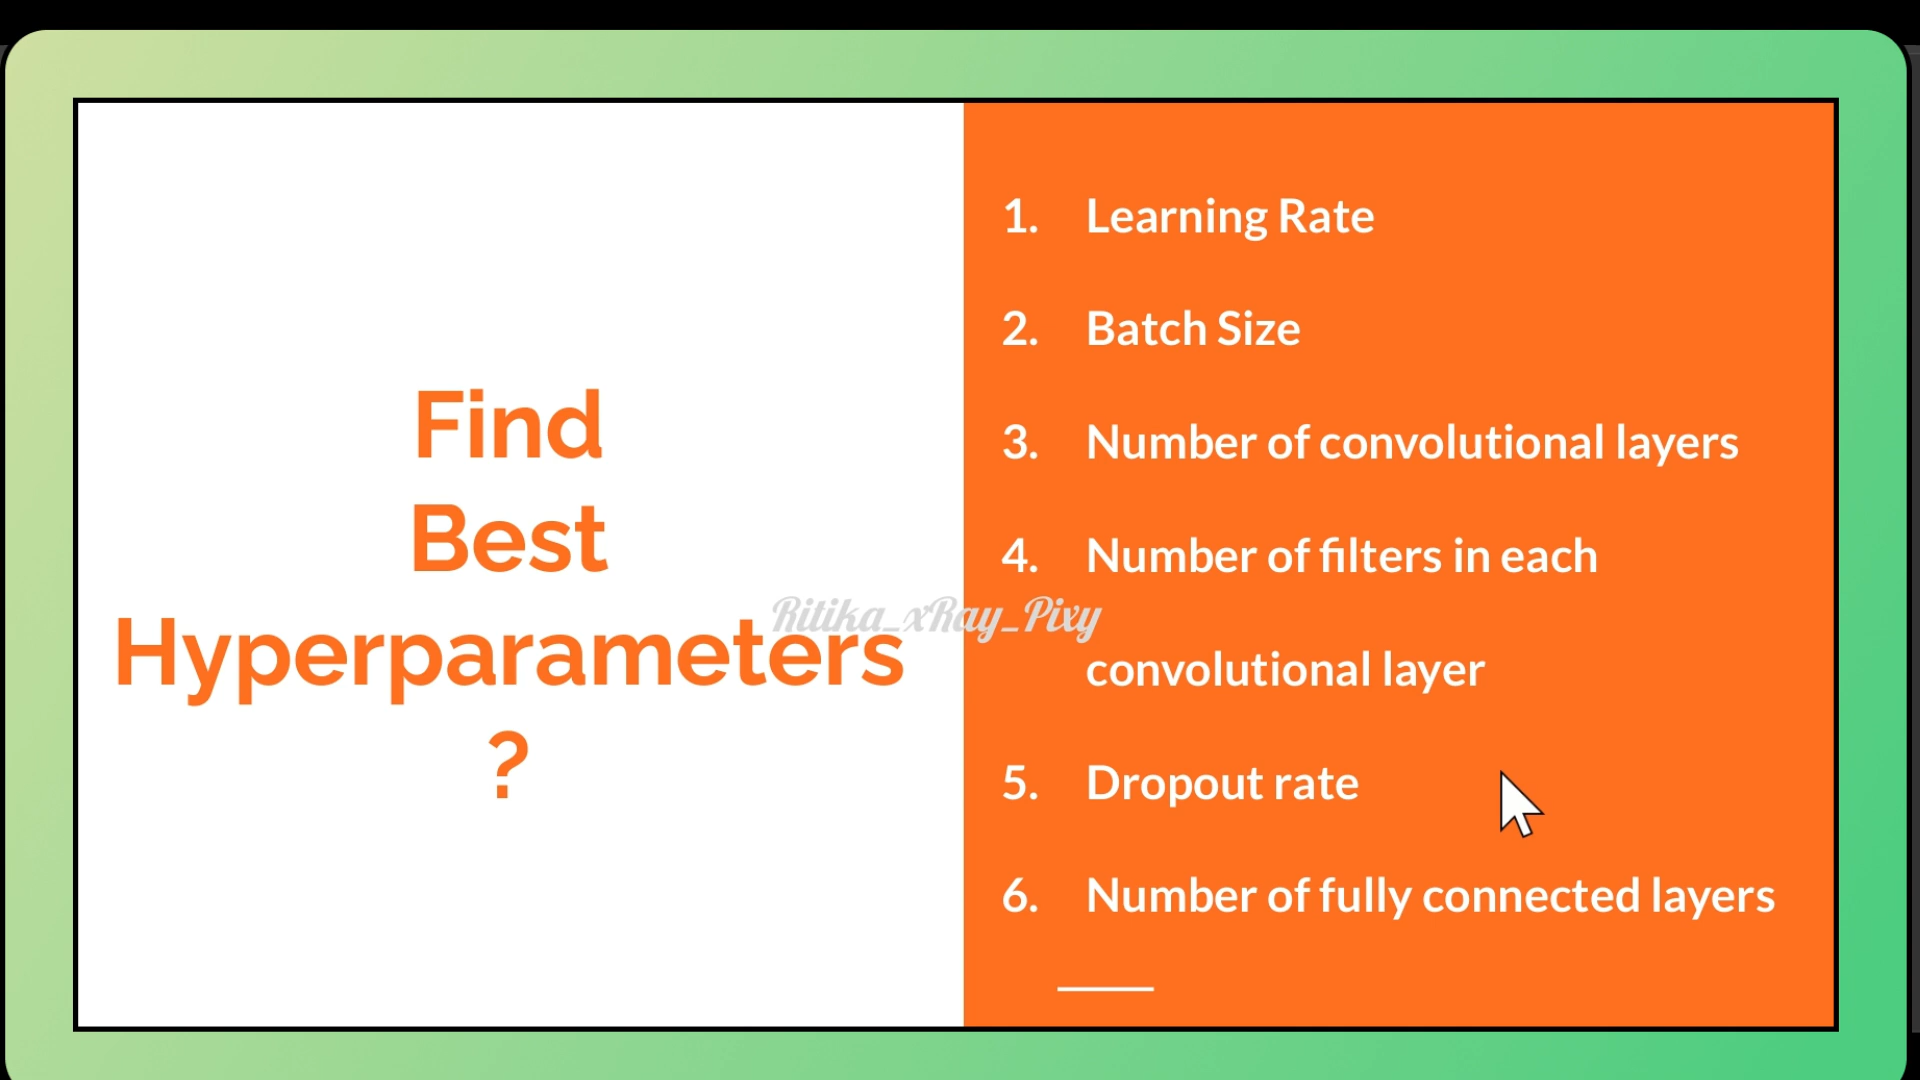 Find
Best
Hyperparameters
?
Ritika_xRay_Pixy
1. Learning Rate
2. Batch Size
3. Number of convolutional layers
4. Number of filters in each
convolutional layer
5. Dropout rate
6. Number of fully connected layers